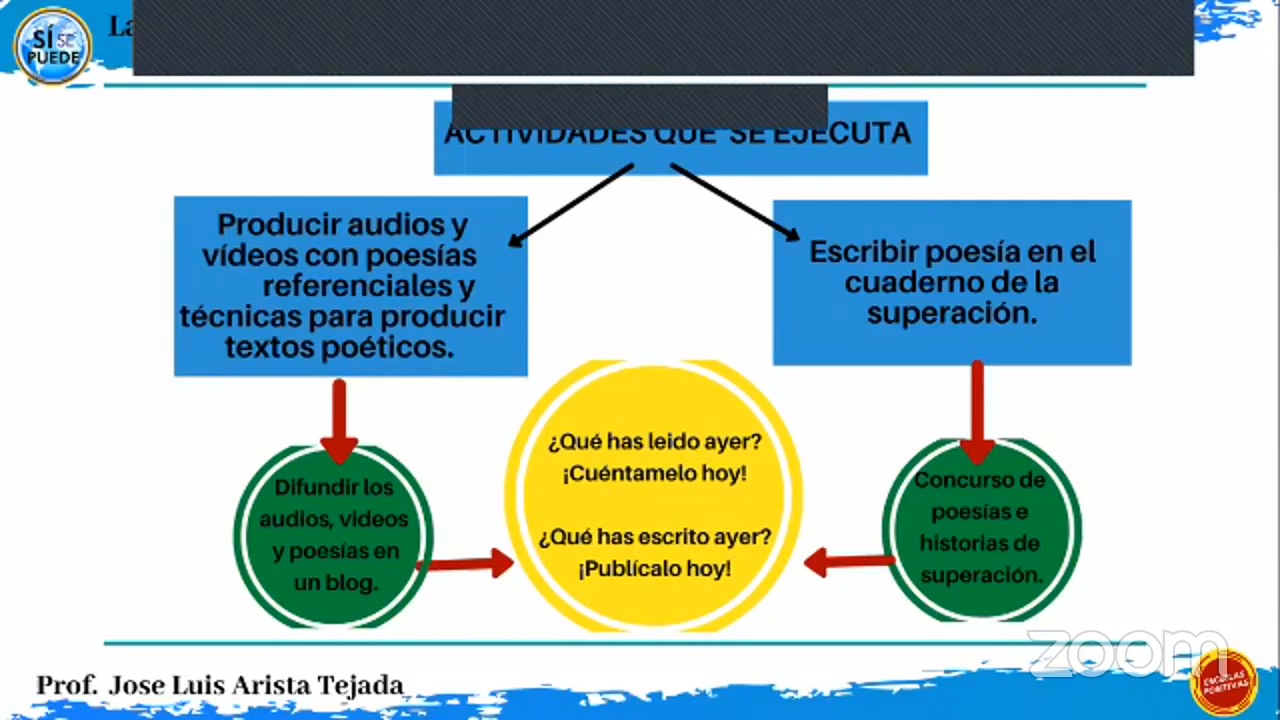 SÍ SE
PUEDE
La
ACTIVIDADES QUE SE EJECUTA
Producir audios y
vídeos con poesías
referenciales y
técnicas para producir
textos poéticos.
Escribir poesía en el
cuaderno de la
superación.
¿Qué has leido ayer?
¡Cuéntamelo hoy!
¿Qué has escrito ayer?
¡Publícalo hoy!
Difundir los
audios, videos
y poesías en
un blog.
Concurso de
poesías e
historias de
superación.
zoom
Prof. Jose Luis Arista Tejada
ESCUELAS
POSITIVAS